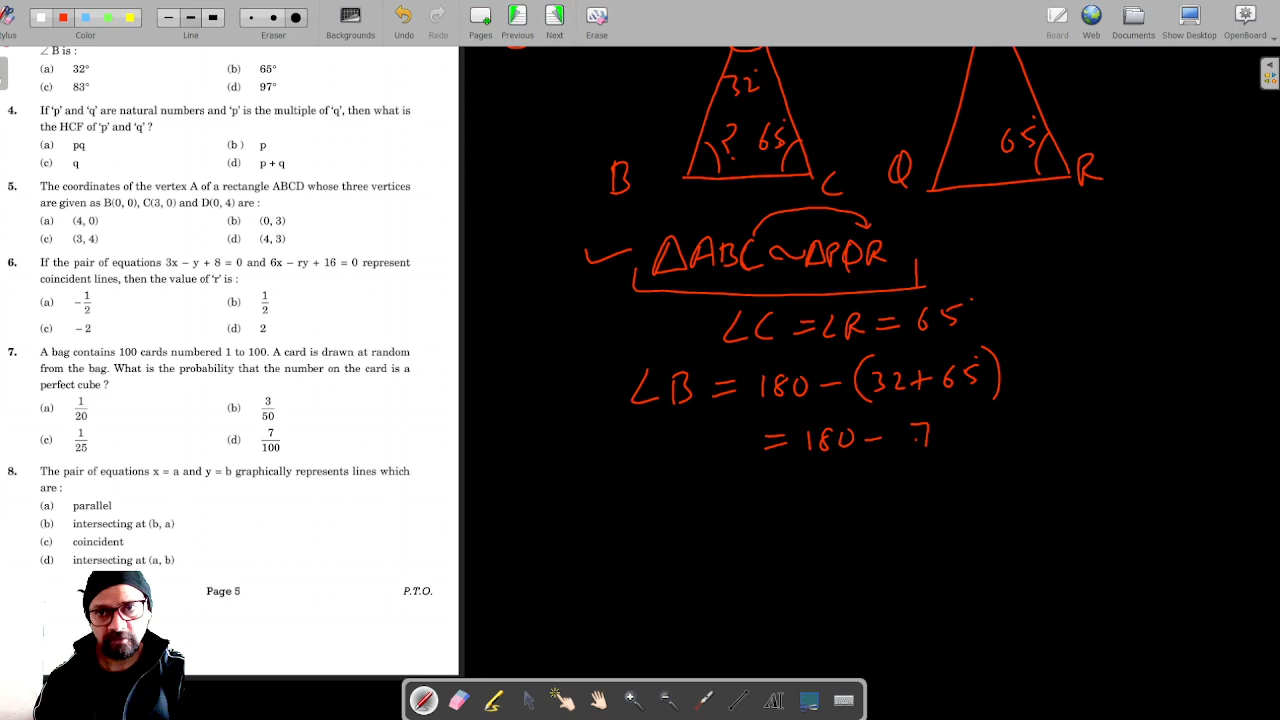 Stylus
Color
Line
Eraser
Backgrounds
Undo
Redo
Pages
Previous
Next
Erase
Board
Web
Documents
Show Desktop
OpenBoard
∠ B is :
(a) 32° (b) 65°
(c) 83° (d) 97°
4. If 'p' and 'q' are natural numbers and 'p' is the multiple of 'q', then what is
the HCF of 'p' and 'q' ?
(a) pq (b) p
(c) q (d) p + q
5. The coordinates of the vertex A of a rectangle ABCD whose three vertices
are given as B(0, 0), C(3, 0) and D(0, 4) are :
(a) (4, 0) (b) (0, 3)
(c) (3, 4) (d) (4, 3)
6. If the pair of equations 3x – y + 8 = 0 and 6x – ry + 16 = 0 represent
coincident lines, then the value of 'r' is :
(a) –1/2 (b) 1/2
(c) – 2 (d) 2
7. A bag contains 100 cards numbered 1 to 100. A card is drawn at random
from the bag. What is the probability that the number on the card is a
perfect cube ?
(a) 1/20 (b) 3/50
(c) 1/25 (d) 7/100
8. The pair of equations x = a and y = b graphically represents lines which
are :
(a) parallel
(b) intersecting at (b, a)
(c) coincident
(d) intersecting at (a, b)
Page 5 P.T.O.
32°
? 65°
B C
65°
Q R
△ABC ~ △PQR
∠C = ∠R = 65°
∠B = 180 – (32 + 65°)
= 180 – 7